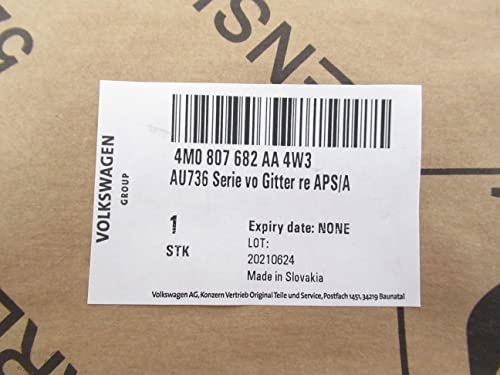 VOLKSWAGEN
GROUP
4M0 807 682 AA 4W3
AU736 Serie vo Gitter re APS/A
1
STK
Expiry date: NONE
LOT:
20210624
Made in Slovakia
Volkswagen AG, Konzern Vertrieb Original Teile und Service, Postfach 1451, 34219 Baunatal